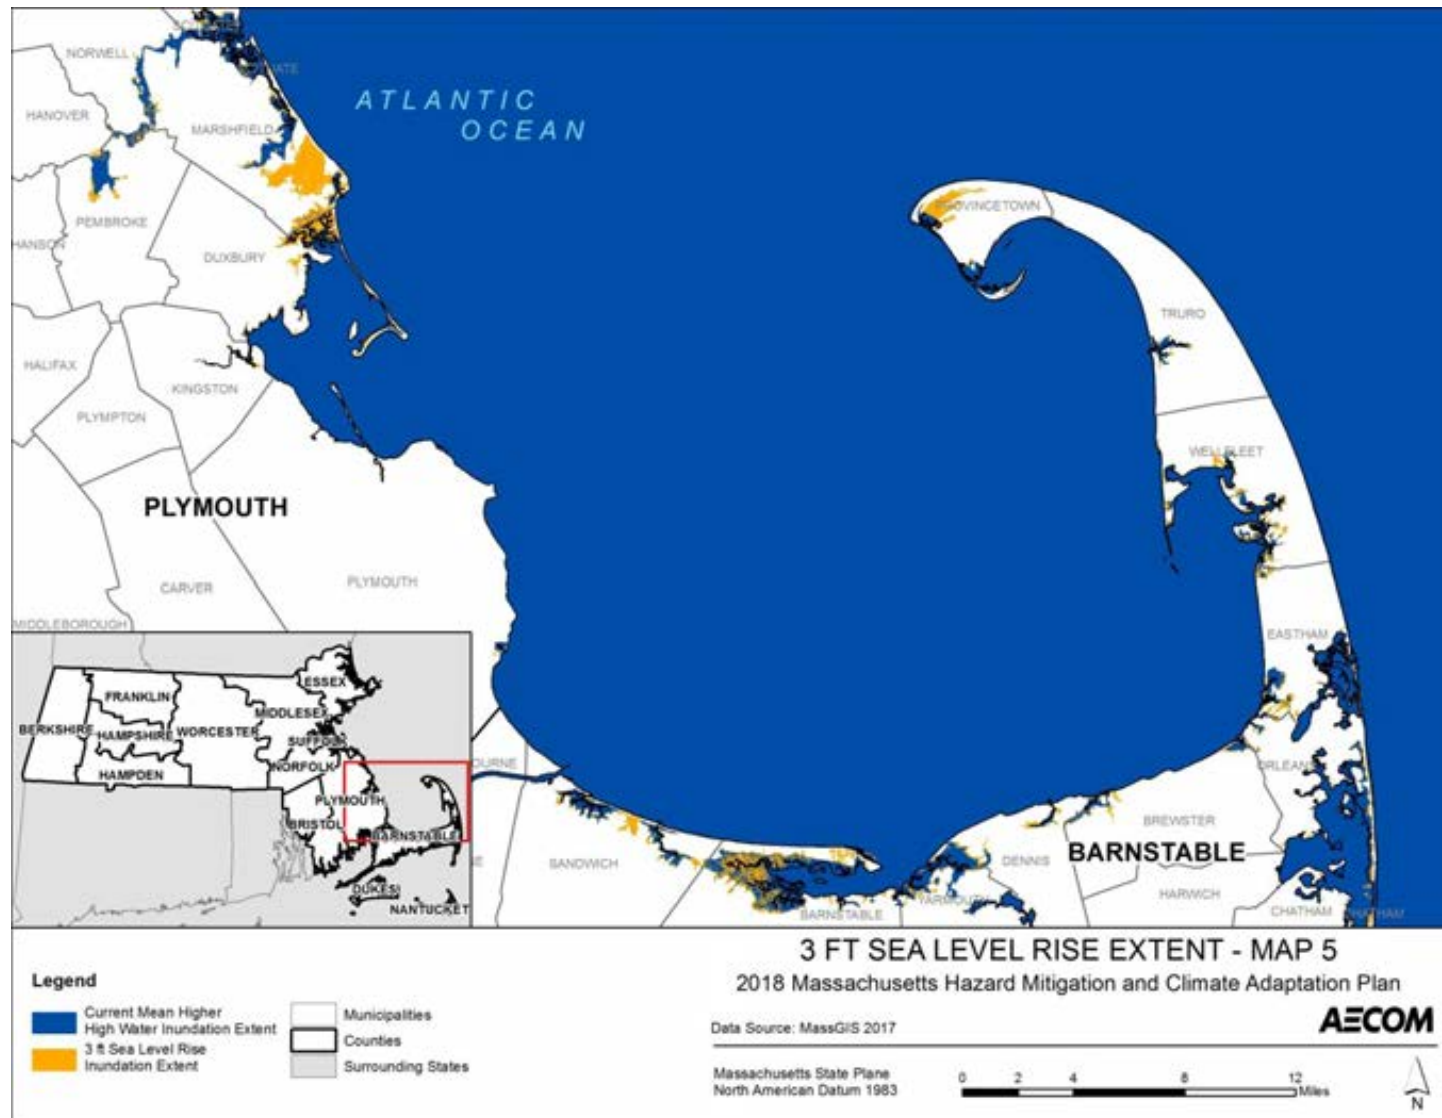 NORWELL
HANOVER
ATLANTIC
OCEAN
MARSHFIELD
PEMBROKE
PROVINCETOWN
HANSON
DUXBURY
TRURO
HALIFAX
KINGSTON
PLYMPTON
WELLFLEET
PLYMOUTH
CARVER
PLYMOUTH
MIDDLEBOROUGH
EASTHAM
ESSEX
FRANKLIN
MIDDLESEX
BERKSHIRE
HAMPSHIRE
WORCESTER
SUFFOLK
NORFOLK
HAMPDEN
PLYMOUTH
BRISTOL
BARNSTABLE
DUKES
NANTUCKET
OURNE
ORLEANS
BREWSTER
SANDWICH
DENNIS
BARNSTABLE
HARWICH
YARMOUTH
BARNSTABLE
CHATHAM
CHATHAM
3 FT SEA LEVEL RISE EXTENT - MAP 5
2018 Massachusetts Hazard Mitigation and Climate Adaptation Plan
Legend
Current Mean Higher
High Water Inundation Extent
3 ft Sea Level Rise
Inundation Extent
Municipalities
Counties
Surrounding States
Data Source: MassGIS 2017
AECOM
Massachusetts State Plane
North American Datum 1983
0 2 4 8 12 Miles
N